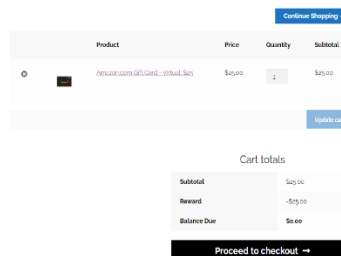 Continue Shopping
Product Price Quantity Subtotal
Amazon.com Gift Card - Virtual, $25 $25.00 1 $25.00
Update
Cart totals
Subtotal $25.00
Reward -$25.00
Balance Due $0.00
Proceed to checkout →